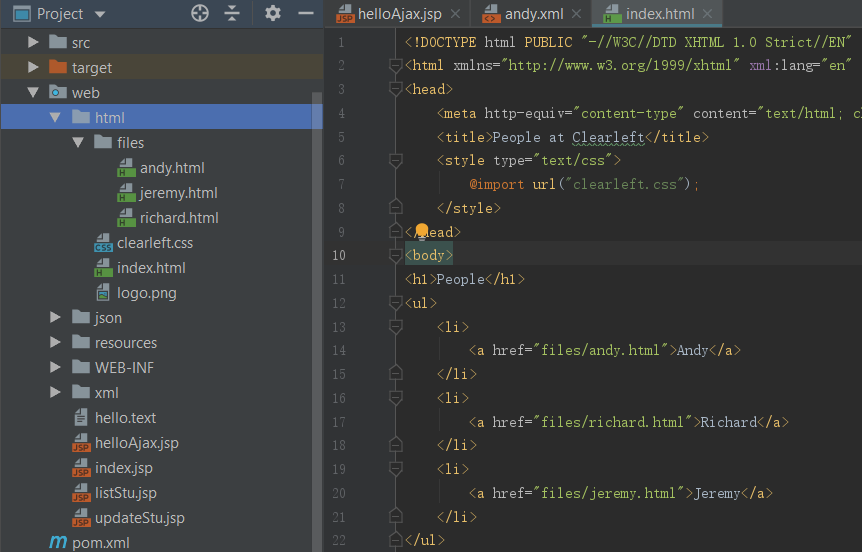 Project
src
target
web
html
files
andy.html
jeremy.html
richard.html
clearleft.css
index.html
logo.png
json
resources
WEB-INF
xml
hello.text
helloAjax.jsp
index.jsp
listStu.jsp
updateStu.jsp
pom.xml
helloAjax.jsp andy.xml index.html
1 <!DOCTYPE html PUBLIC "-//W3C//DTD XHTML 1.0 Strict//EN"
2 <html xmlns="http://www.w3.org/1999/xhtml" xml:lang="en"
3 <head>
4 <meta http-equiv="content-type" content="text/html; c
5 <title>People at Clearleft</title>
6 <style type="text/css">
7 @import url("clearleft.css");
8 </style>
9 </head>
10 <body>
11 <h1>People</h1>
12 <ul>
13 <li>
14 <a href="files/andy.html">Andy</a>
15 </li>
16 <li>
17 <a href="files/richard.html">Richard</a>
18 </li>
19 <li>
20 <a href="files/jeremy.html">Jeremy</a>
21 </li>
22 </ul>